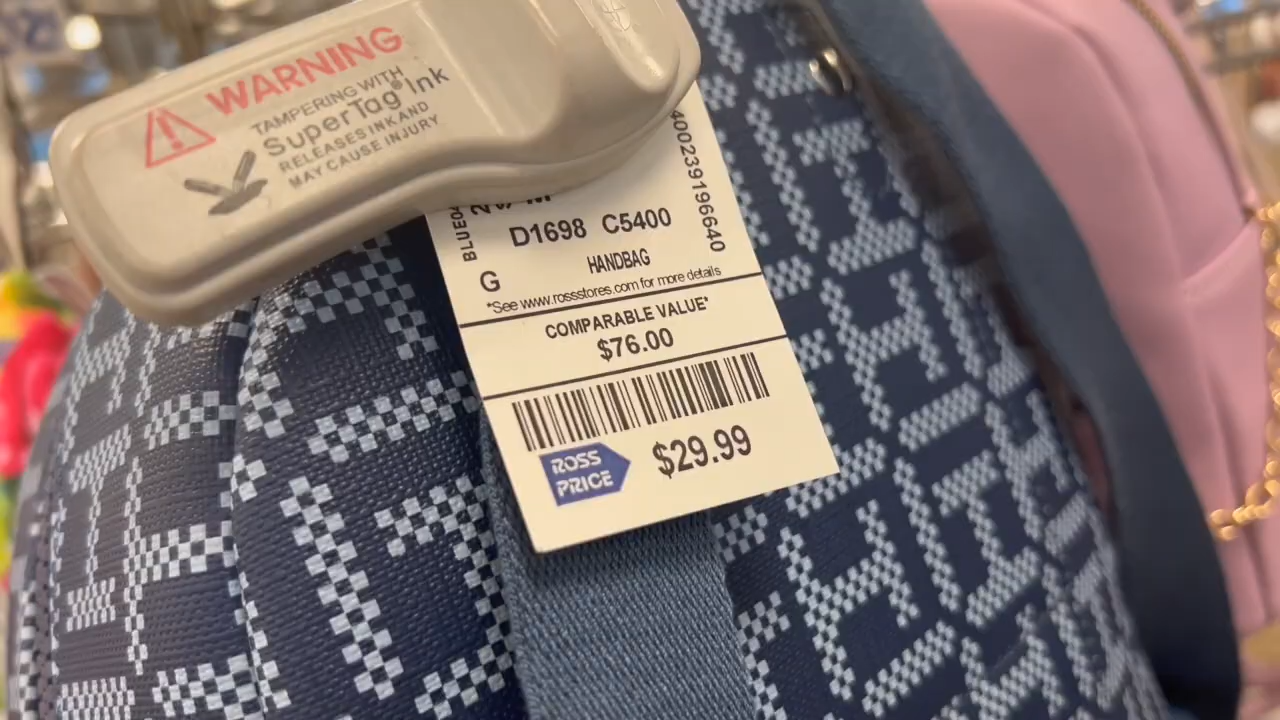 WARNING
TAMPERING WITH
SuperTag® Ink
RELEASES INK AND
MAY CAUSE INJURY
400239196640
D1698 C5400
HANDBAG
G
*See www.rossstores.com for more details
COMPARABLE VALUE*
$76.00
ROSS
PRICE
$29.99